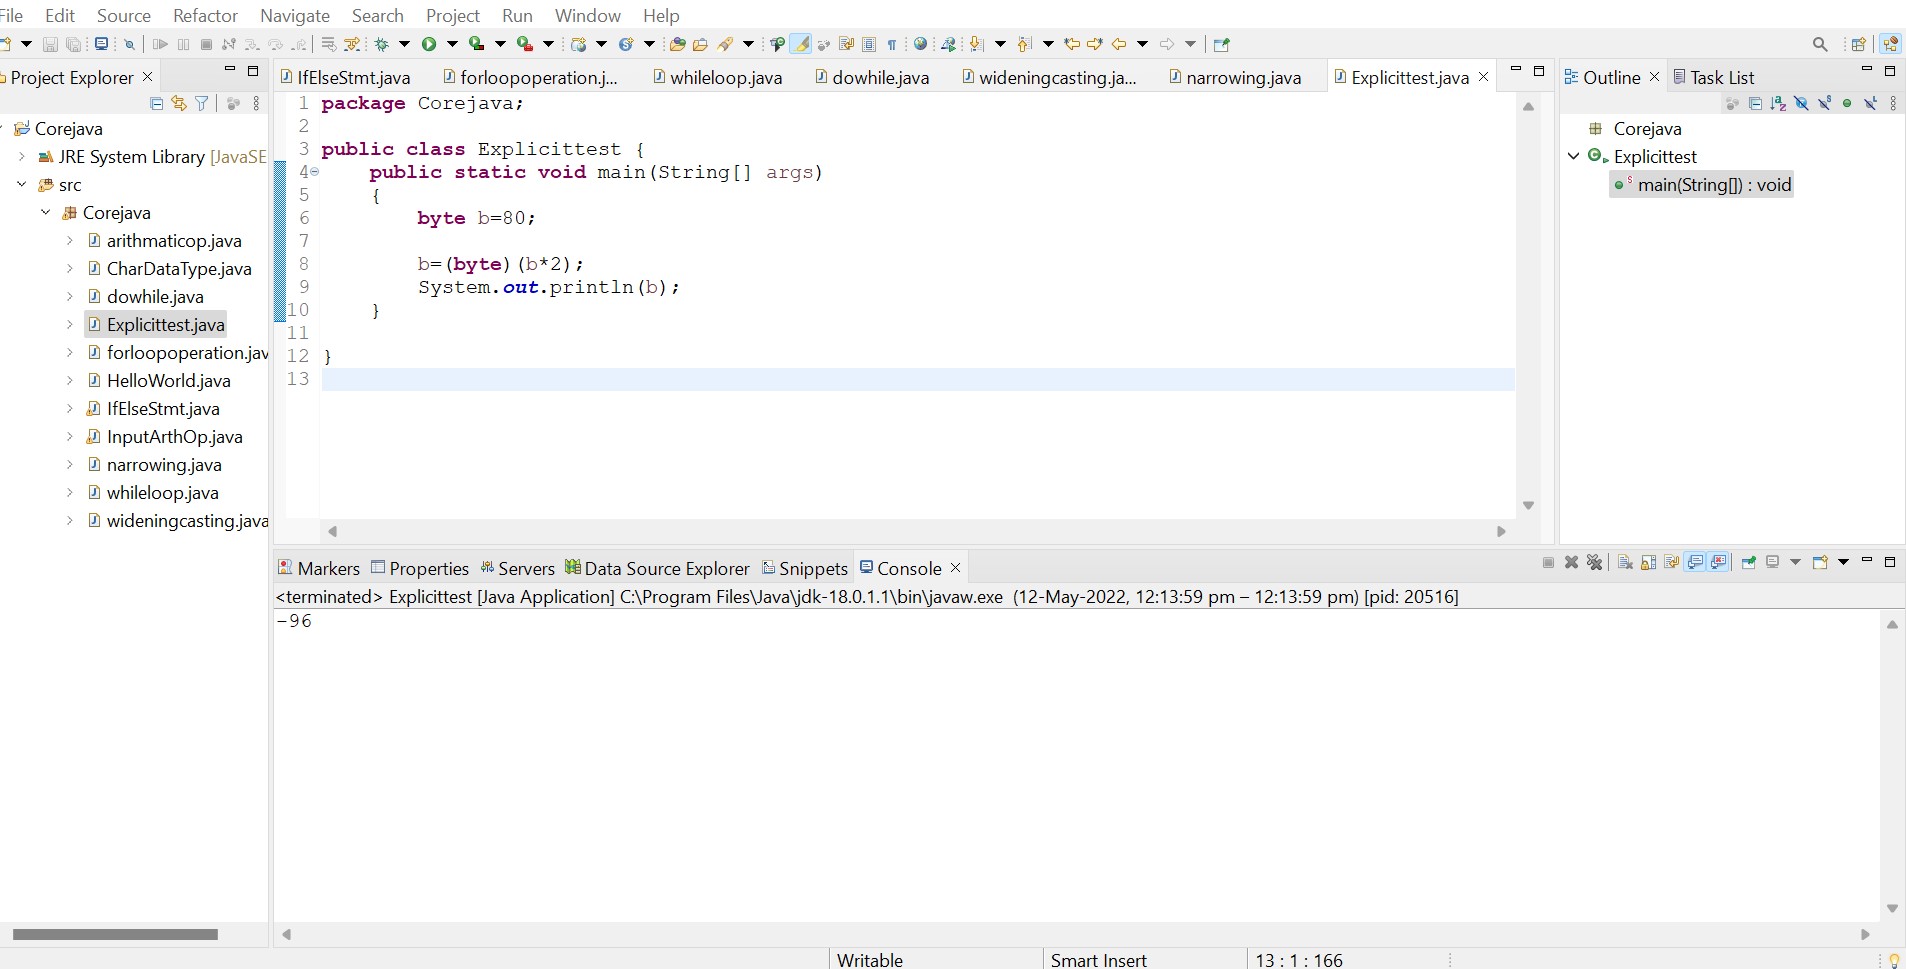 File Edit Source Refactor Navigate Search Project Run Window Help
Project Explorer
Corejava
JRE System Library [JavaSE
src
Corejava
arithmaticop.java
CharDataType.java
dowhile.java
Explicittest.java
forloopoperation.jav
HelloWorld.java
IfElseStmt.java
InputArthOp.java
narrowing.java
whileloop.java
wideningcasting.java
IfElseStmt.java forloopoperation.j... whileloop.java dowhile.java wideningcasting.ja... narrowing.java Explicittest.java
1 package Corejava;
2
3 public class Explicittest {
4 public static void main(String[] args)
5 {
6 byte b=80;
7
8 b=(byte)(b*2);
9 System.out.println(b);
10 }
11
12 }
13
Outline Task List
Corejava
Explicittest
main(String[]) : void
Markers Properties Servers Data Source Explorer Snippets Console
<terminated> Explicittest [Java Application] C:\Program Files\Java\jdk-18.0.1.1\bin\javaw.exe (12-May-2022, 12:13:59 pm – 12:13:59 pm) [pid: 20516]
-96
Writable Smart Insert 13 : 1 : 166